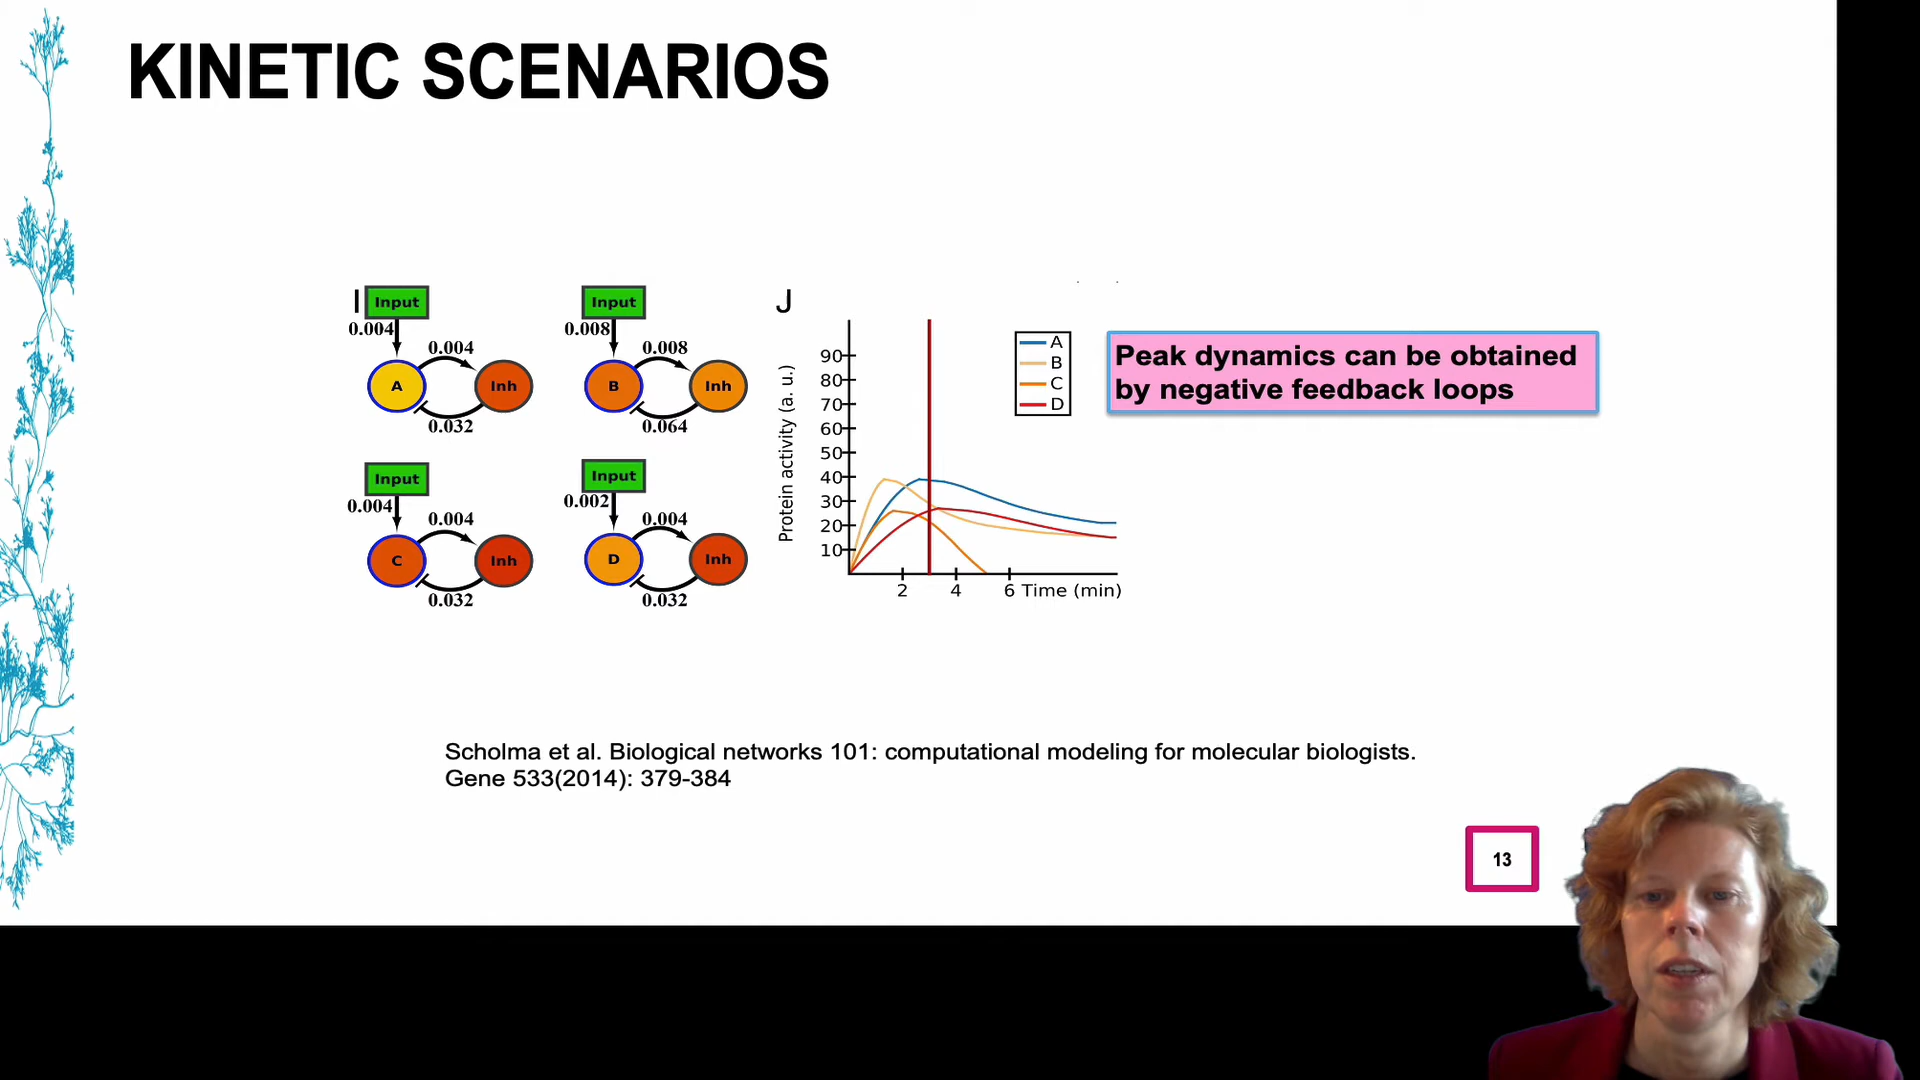 KINETIC SCENARIOS
I
Input
0.004
A
0.004
Inh
0.032
Input
0.008
B
0.008
Inh
0.064
Input
0.004
C
0.004
Inh
0.032
Input
0.002
D
0.004
Inh
0.032
J
Protein activity (a. u.)
90
80
70
60
50
40
30
20
10
2
4
6
Time (min)
A
B
C
D
Peak dynamics can be obtained
by negative feedback loops
Scholma et al. Biological networks 101: computational modeling for molecular biologists.
Gene 533(2014): 379-384
13